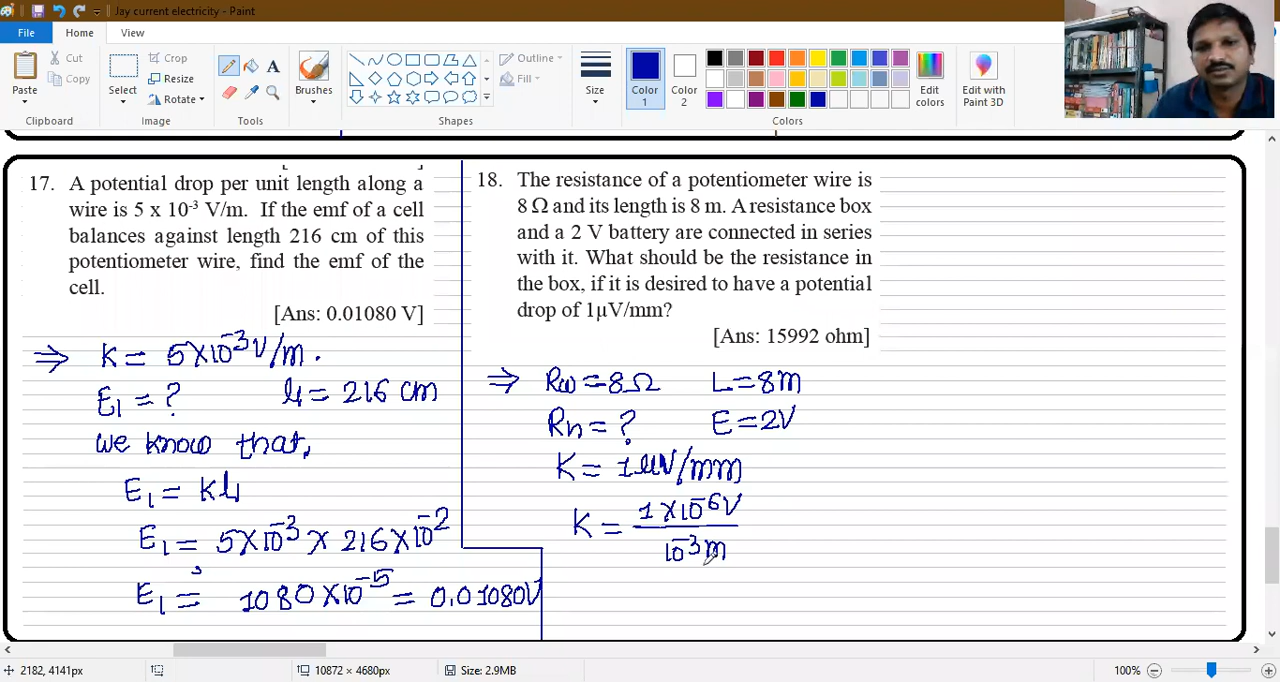 Jay current electricity - Paint
File
Home
View
Paste
Cut
Copy
Clipboard
Select
Crop
Resize
Rotate
Image
A
Tools
Brushes
Shapes
Outline
Fill
Size
Color 1
Color 2
Colors
Edit colors
Edit with Paint 3D
17. A potential drop per unit length along a
wire is 5 x 10⁻³ V/m. If the emf of a cell
balances against length 216 cm of this
potentiometer wire, find the emf of the
cell.
[Ans: 0.01080 V]
⇒ K = 5×10⁻³ V/m.
E₁ = ? l₁ = 216 cm
we know that,
E₁ = Kl₁
E₁ = 5×10⁻³ × 216×10⁻²
E₁ = 1080×10⁻⁵ = 0.01080V
18. The resistance of a potentiometer wire is
8 Ω and its length is 8 m. A resistance box
and a 2 V battery are connected in series
with it. What should be the resistance in
the box, if it is desired to have a potential
drop of 1μV/mm?
[Ans: 15992 ohm]
⇒ Rω = 8Ω L = 8m
Rh = ? E = 2V
K = 1μV/mm
K = 1×10⁻⁶V
10⁻³m
2182, 4141px
10872 × 4680px
Size: 2.9MB
100%